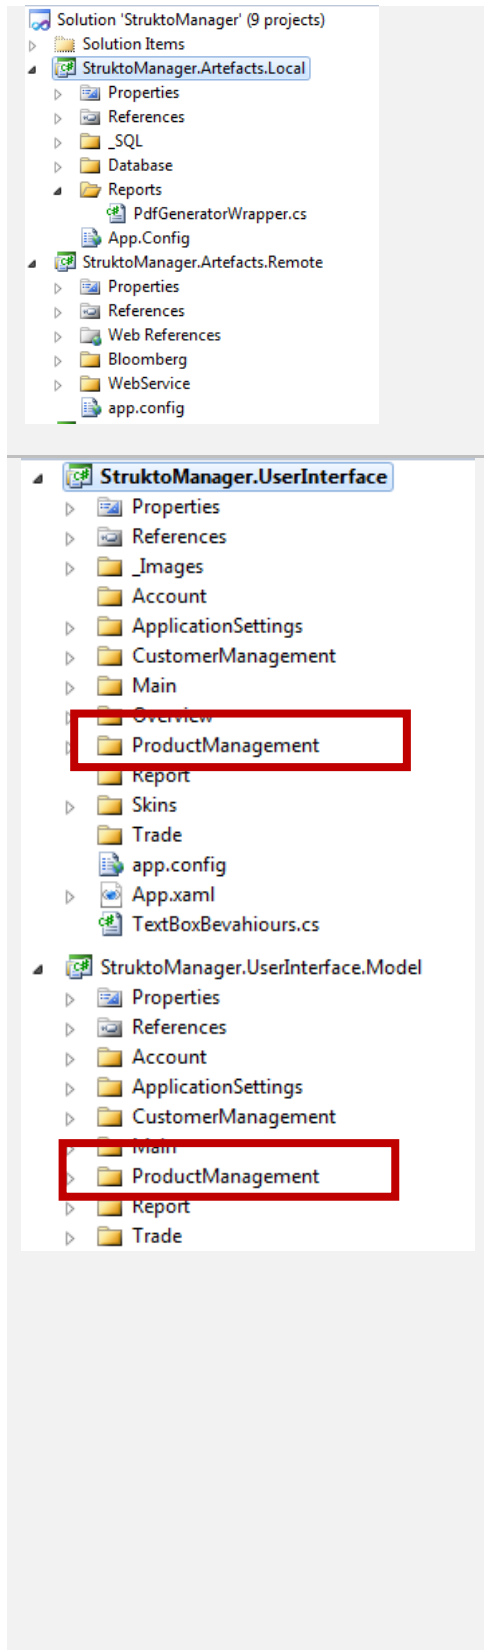 Solution 'StruktoManager' (9 projects)
Solution Items
StruktoManager.Artefacts.Local
Properties
References
_SQL
Database
Reports
PdfGeneratorWrapper.cs
App.Config
StruktoManager.Artefacts.Remote
Properties
References
Web References
Bloomberg
WebService
app.config
StruktoManager.UserInterface
Properties
References
_Images
Account
ApplicationSettings
CustomerManagement
Main
Overview
ProductManagement
Report
Skins
Trade
app.config
App.xaml
TextBoxBevahiours.cs
StruktoManager.UserInterface.Model
Properties
References
Account
ApplicationSettings
CustomerManagement
Main
ProductManagement
Report
Trade